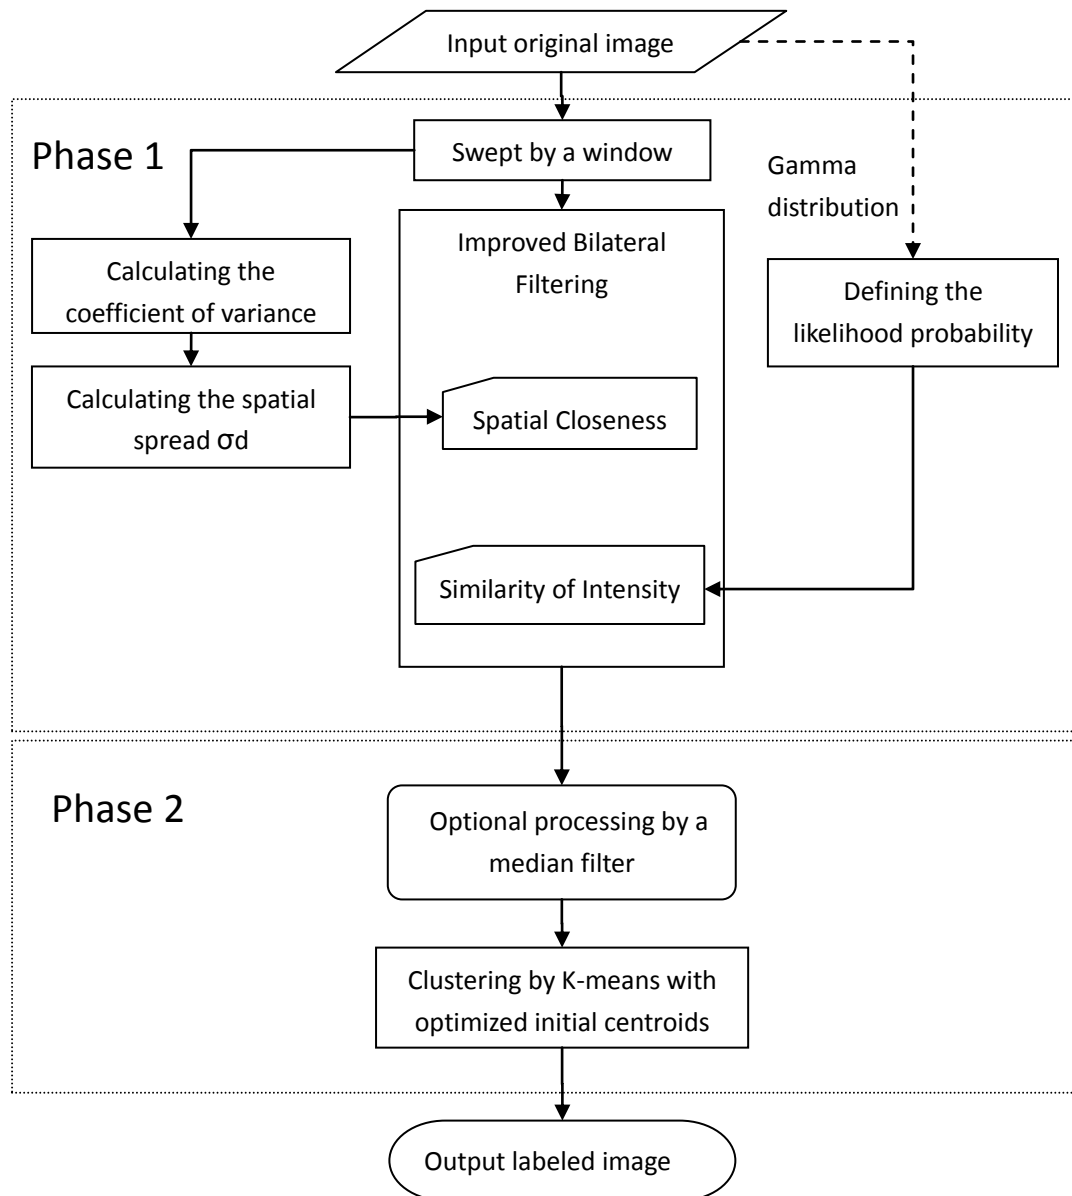 Input original image
Phase 1
Swept by a window
Gamma
distribution
Calculating the
coefficient of variance
Improved Bilateral
Filtering
Defining the
likelihood probability
Calculating the spatial
spread σd
Spatial Closeness
Similarity of Intensity
Phase 2
Optional processing by a
median filter
Clustering by K-means with
optimized initial centroids
Output labeled image